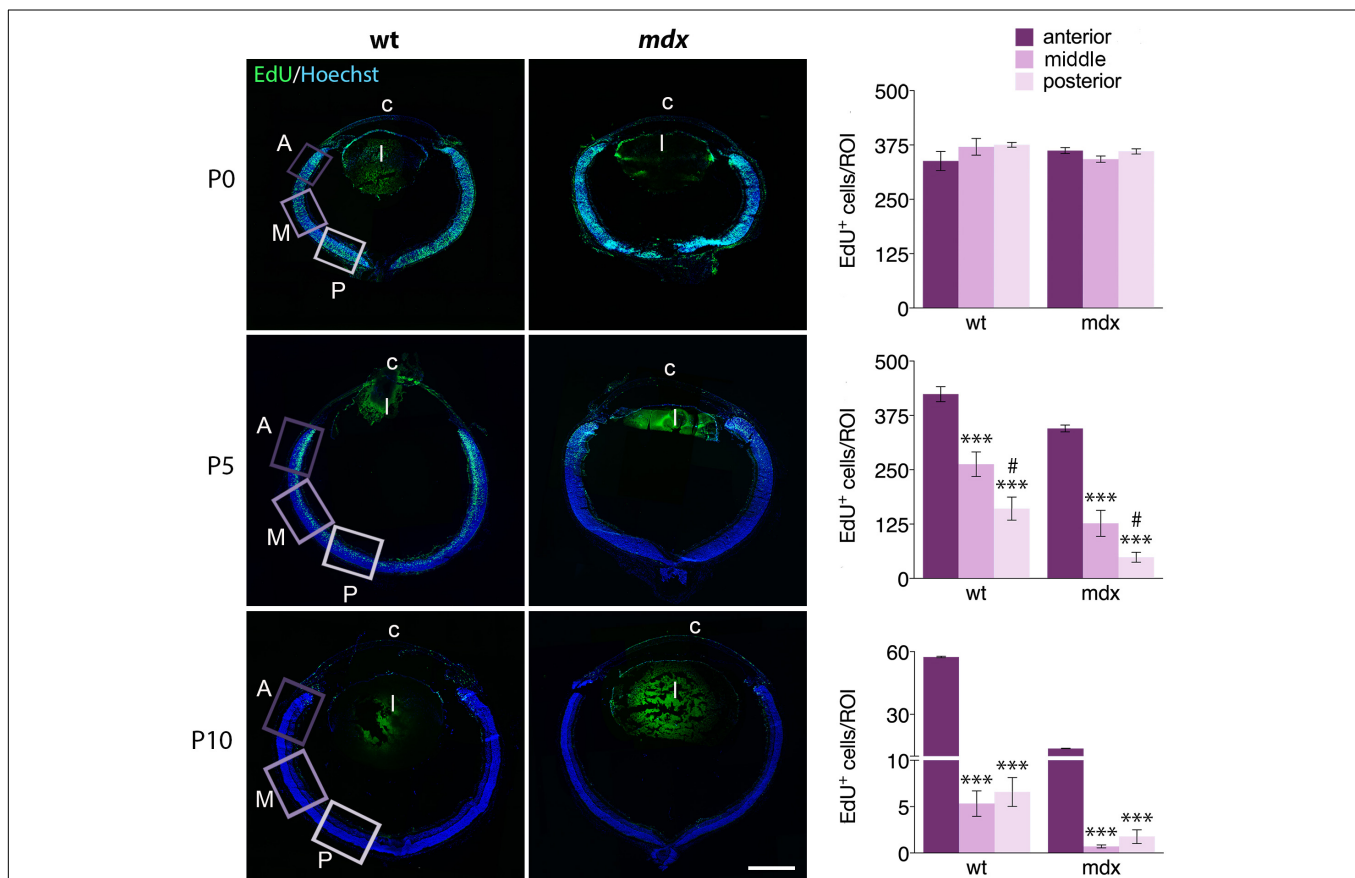 wt
mdx
EdU/Hoechst
c
A
l
M
P
c
l
P0
c
A
l
M
P
c
l
P5
c
A
l
M
P
c
l
P10
anterior
middle
posterior
500
375
250
125
0
EdU⁺ cells/ROI
wt mdx
500
375
250
125
0
EdU⁺ cells/ROI
*** # *** *** # ***
wt mdx
60
30
10
10
5
0
EdU⁺ cells/ROI
*** *** *** ***
wt mdx